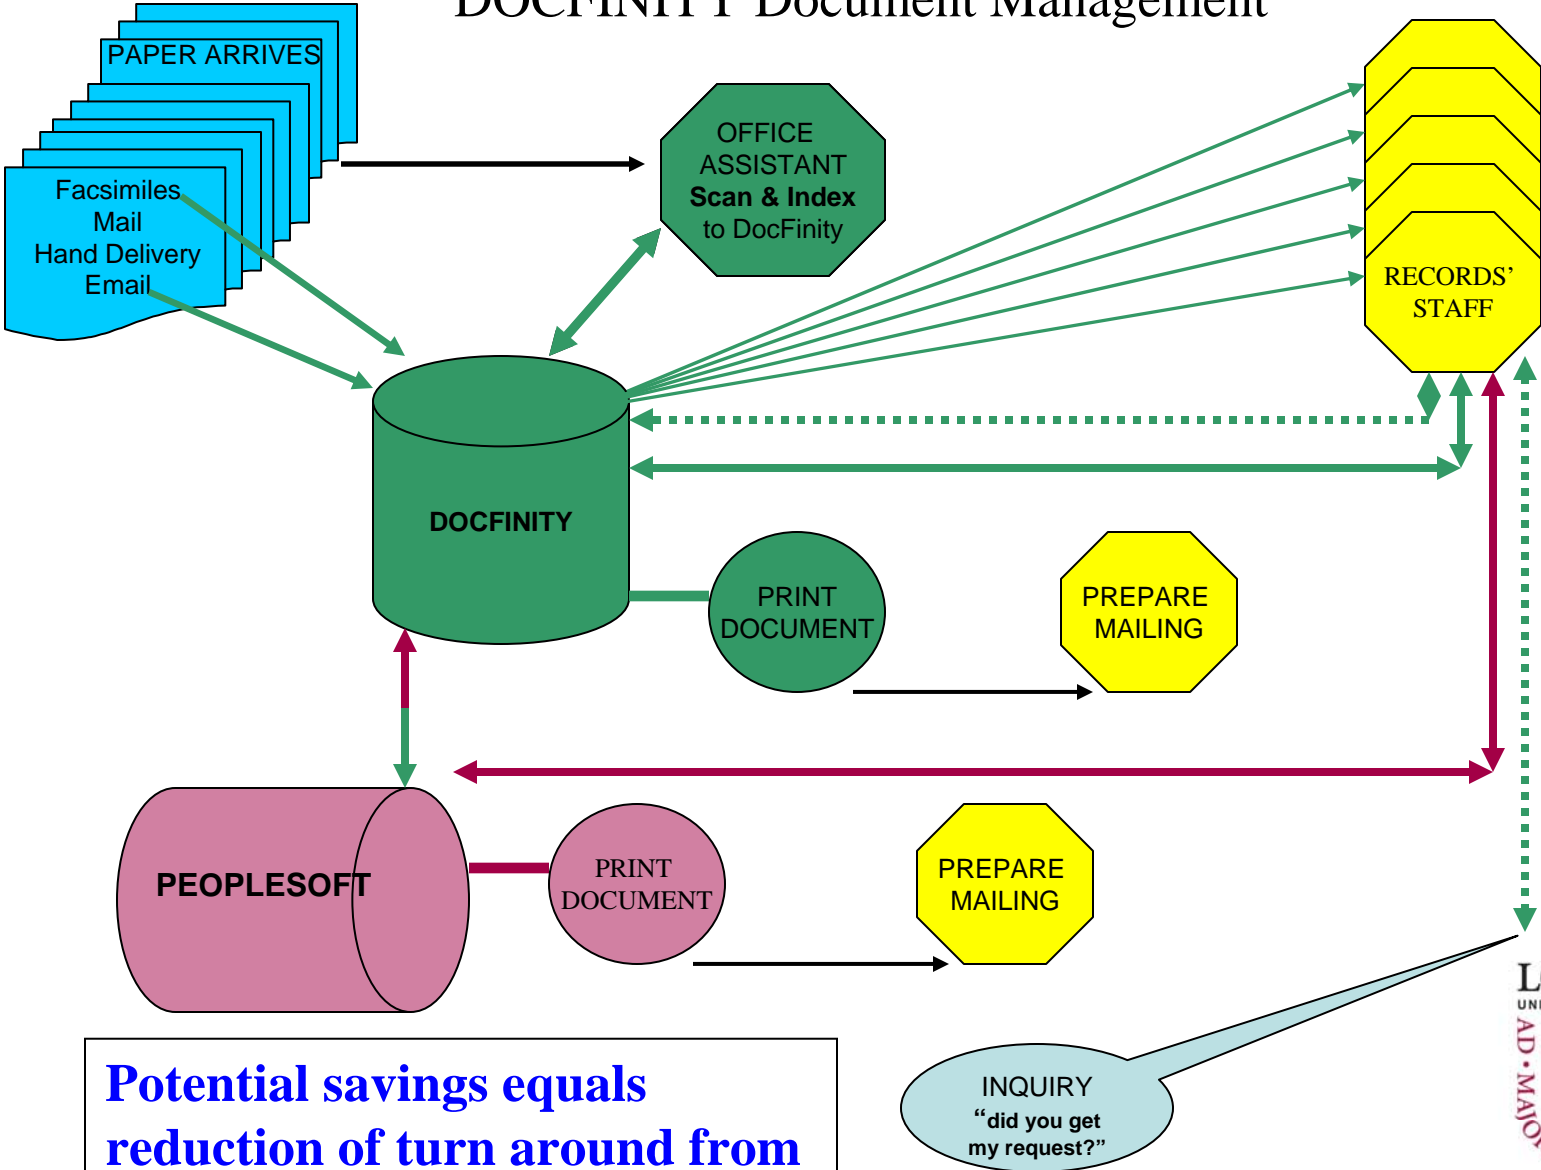 DOCFINITY Document Management
PAPER ARRIVES
Facsimiles
Mail
Hand Delivery
Email
OFFICE
ASSISTANT
Scan & Index
to DocFinity
RECORDS’
STAFF
DOCFINITY
PRINT
DOCUMENT
PREPARE
MAILING
PEOPLESOFT
PRINT
DOCUMENT
PREPARE
MAILING
Potential savings equals
reduction of turn around from
INQUIRY
“did you get
my request?”
AD •